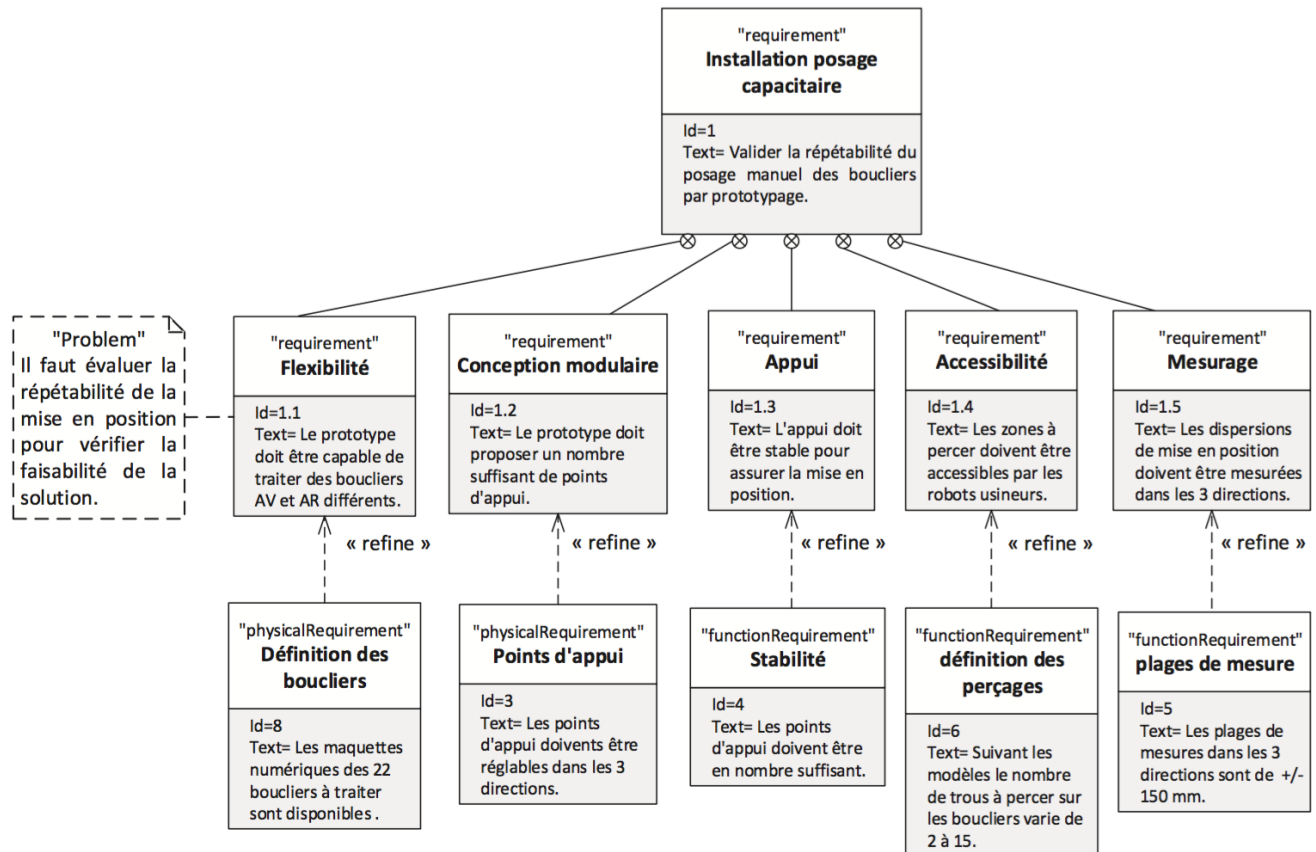 "requirement"
Installation posage
capacitaire
Id=1
Text= Valider la répétabilité du
posage manuel des boucliers
par prototypage.
"Problem"
Il faut évaluer la
répétabilité de la
mise en position
pour vérifier la
faisabilité de la
solution.
"requirement"
Flexibilité
Id=1.1
Text= Le prototype
doit être capable de
traiter des boucliers
AV et AR différents.
"requirement"
Conception modulaire
Id=1.2
Text= Le prototype doit
proposer un nombre
suffisant de points
d'appui.
"requirement"
Appui
Id=1.3
Text= L'appui doit
être stable pour
assurer la mise en
position.
"requirement"
Accessibilité
Id=1.4
Text= Les zones à
percer doivent être
accessibles par les
robots usineurs.
"requirement"
Mesurage
Id=1.5
Text= Les dispersions
de mise en position
doivent être mesurées
dans les 3 directions.
« refine »
« refine »
« refine »
« refine »
« refine »
"physicalRequirement"
Définition des
boucliers
Id=8
Text= Les maquettes
numériques des 22
boucliers à traiter
sont disponibles .
"physicalRequirement"
Points d'appui
Id=3
Text= Les points
d'appui doivents être
réglables dans les 3
directions.
"functionRequirement"
Stabilité
Id=4
Text= Les points
d'appui doivent être
en nombre suffisant.
"functionRequirement"
définition des
perçages
Id=6
Text= Suivant les
modèles le nombre
de trous à percer sur
les boucliers varie de
2 à 15.
"functionRequirement"
plages de mesure
Id=5
Text= Les plages de
mesures dans les 3
directions sont de +/-
150 mm.